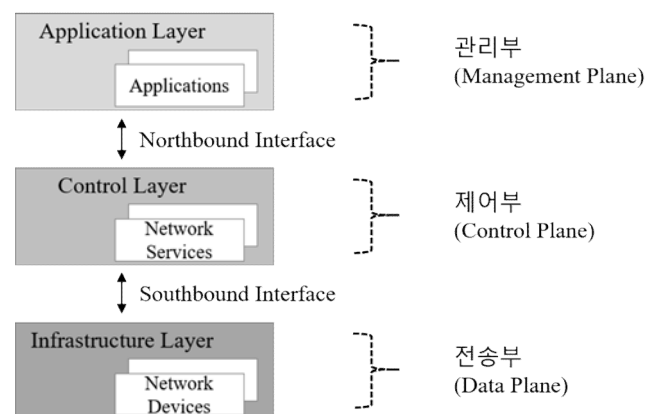 Application Layer
Applications
관리부
(Management Plane)
Northbound Interface
Control Layer
Network
Services
제어부
(Control Plane)
Southbound Interface
Infrastructure Layer
Network
Devices
전송부
(Data Plane)